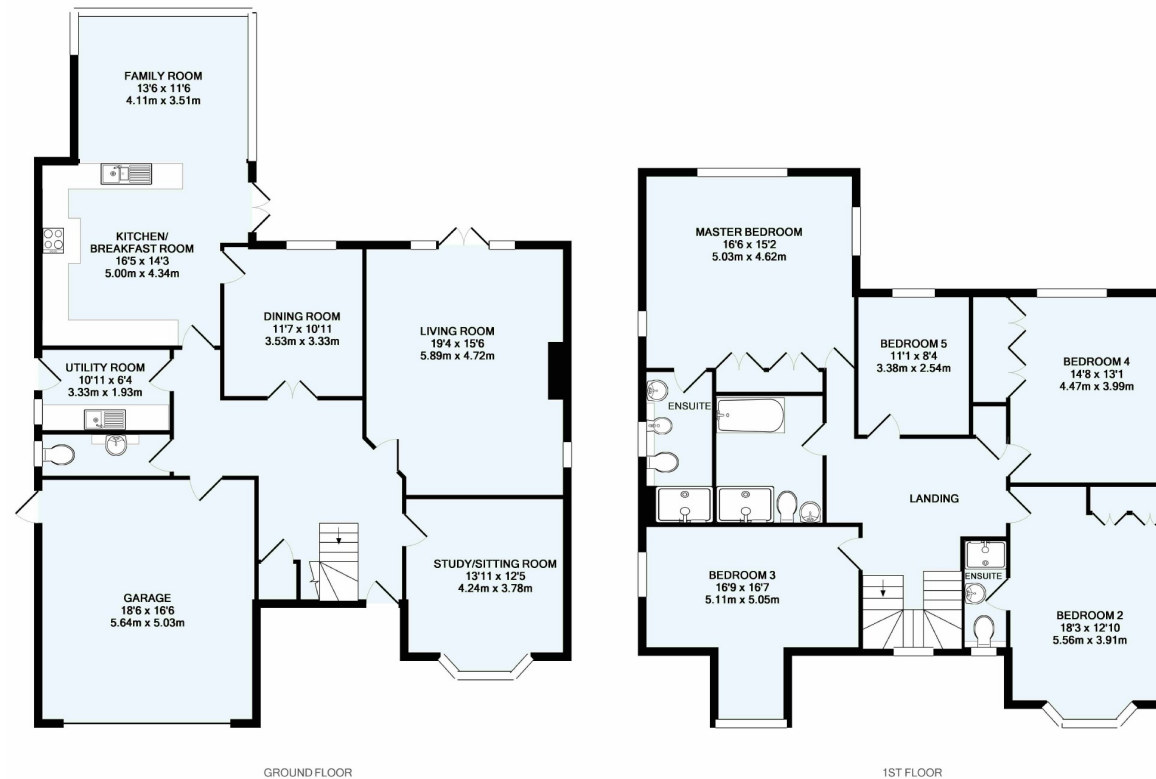 FAMILY ROOM
13'6 x 11'6
4.11m x 3.51m
KITCHEN/
BREAKFAST ROOM
16'5 x 14'3
5.00m x 4.34m
DINING ROOM
11'7 x 10'11
3.53m x 3.33m
LIVING ROOM
19'4 x 15'6
5.89m x 4.72m
UTILITY ROOM
10'11 x 6'4
3.33m x 1.93m
STUDY/SITTING ROOM
13'11 x 12'5
4.24m x 3.78m
GARAGE
18'6 x 16'6
5.64m x 5.03m
GROUND FLOOR
MASTER BEDROOM
16'6 x 15'2
5.03m x 4.62m
BEDROOM 5
11'1 x 8'4
3.38m x 2.54m
BEDROOM 4
14'8 x 13'1
4.47m x 3.99m
ENSUITE
LANDING
BEDROOM 3
16'9 x 16'7
5.11m x 5.05m
ENSUITE
BEDROOM 2
18'3 x 12'10
5.56m x 3.91m
1ST FLOOR